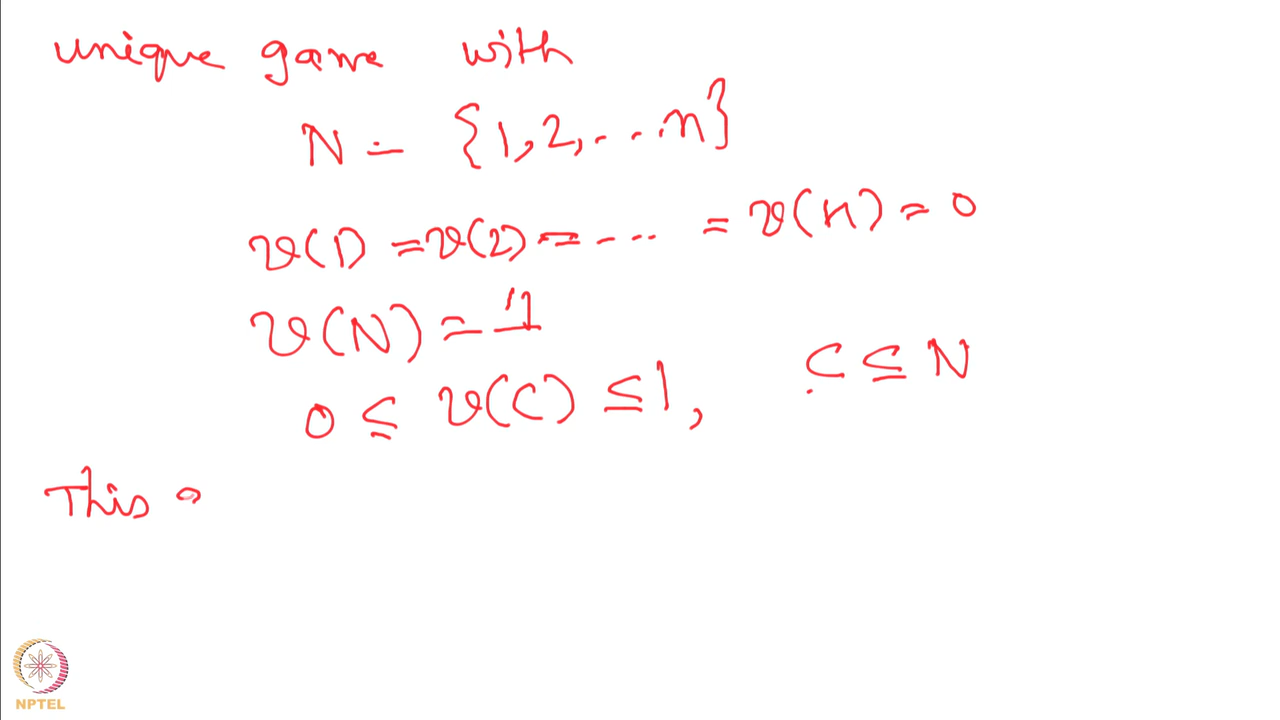 unique game with
N = {1,2,...n}
v(1) = v(2) = --- = v(n) = 0
v(N) = 1
0 ≤ v(C) ≤ 1, C ⊆ N
This
NPTEL